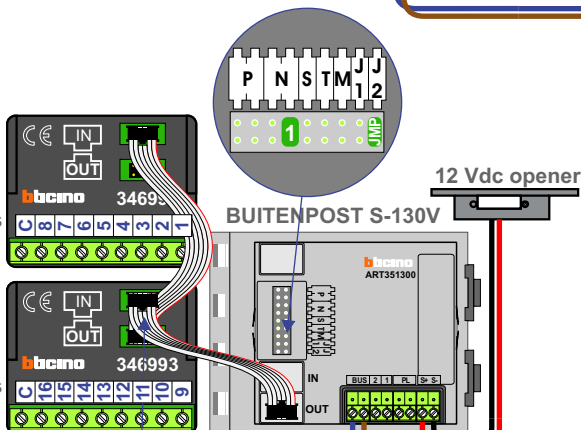 P N S T M J1 J2
1 JMP
12 Vdc opener
BUITENPOST S-130V
IN
OUT
bticino
C 8 7 6 5 4 3 2 1
IN
OUT
bticino 346993
C 16 15 14 13 12 11 10 9
bticino
ART351300
P N S T M J1 J2
IN
OUT
BUS 2 1 PL S+ S-